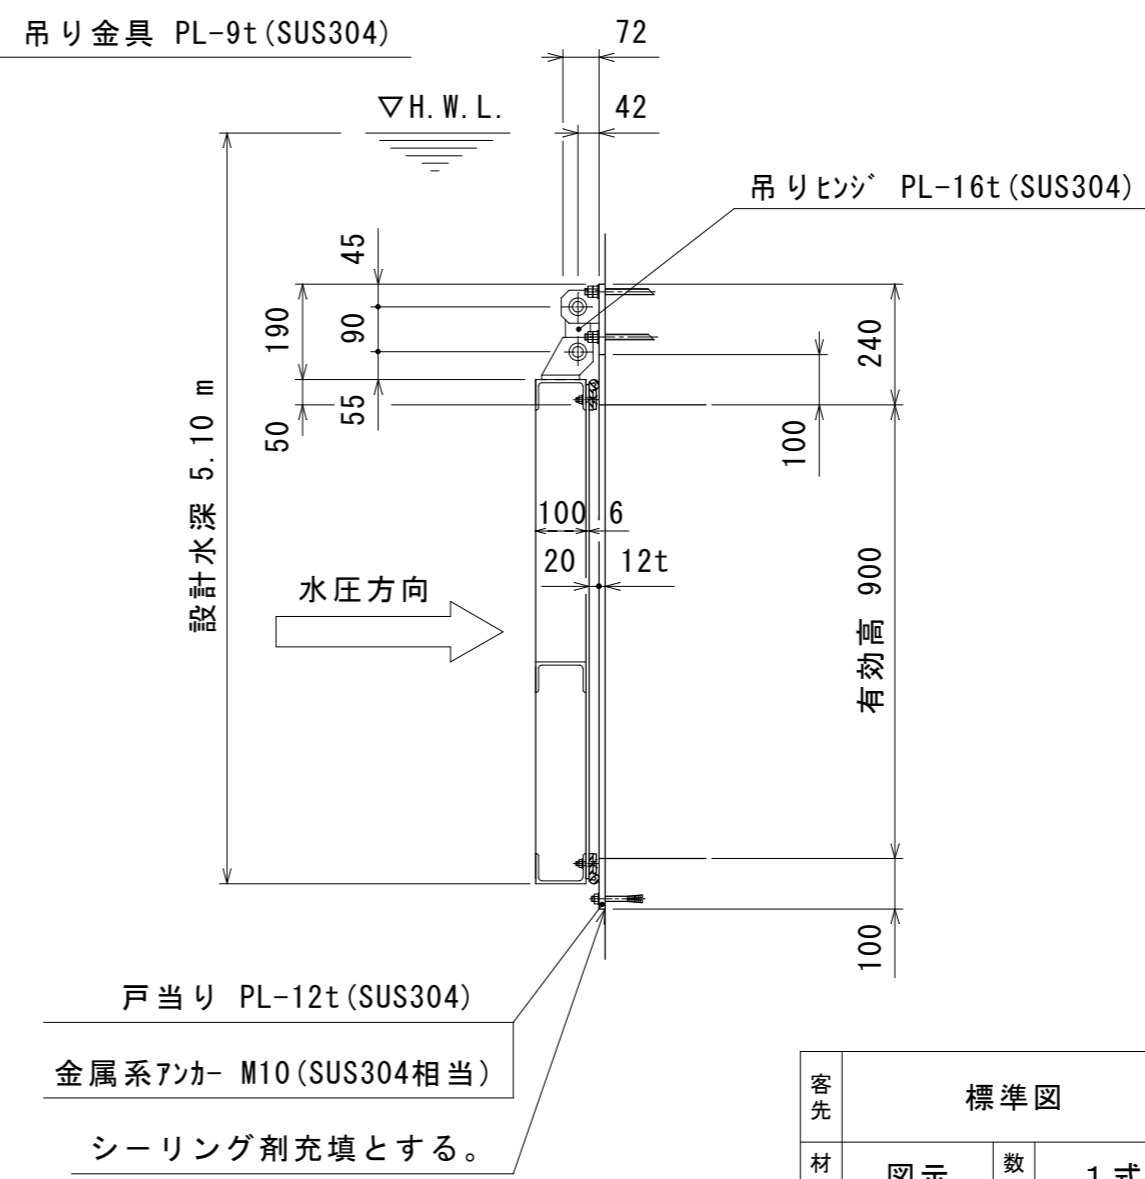 吊り金具 PL-9t(SUS304)
72
▽H.W.L.
42
吊りﾋﾝｼﾞ PL-16t(SUS304)
45
190
90
240
55
50
100
設計水深 5.10 m
100
6
20
12t
水圧方向
有効高 900
100
戸当り PL-12t(SUS304)
金属系ｱﾝｶｰ M10(SUS304相当)
シーリング剤充填とする。
客先
標準図
材
図示
数
1式